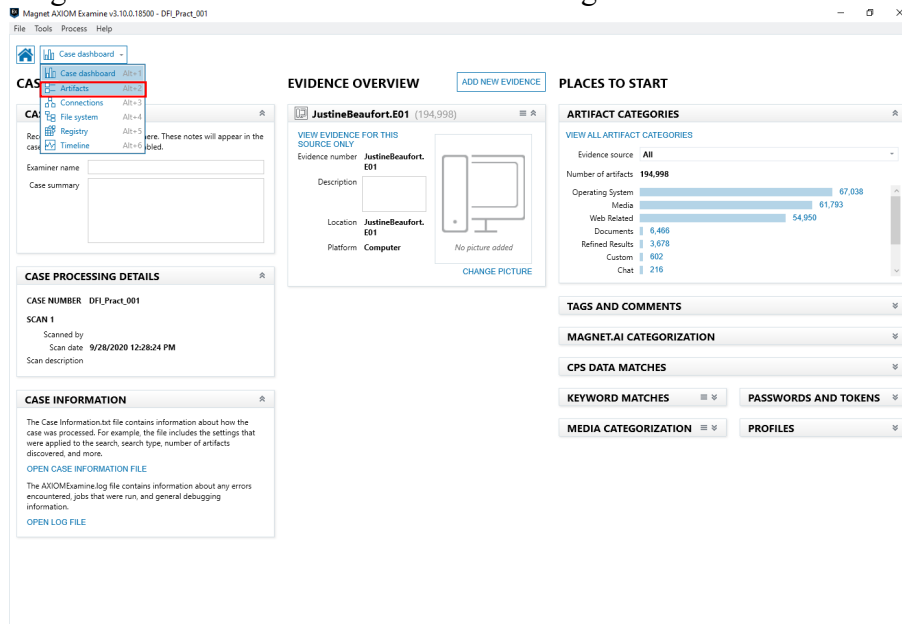 Magnet AXIOM Examine v3.10.0.18500 - DFI_Pract_001
File Tools Process Help
Case dashboard
Case dashboard Alt+1
Artifacts Alt+2
Connections Alt+3
File system Alt+4
Registry Alt+5
Timeline Alt+6
CAS
CA
Rec ere. These notes will appear in the
case bled.
Examiner name
Case summary
CASE PROCESSING DETAILS
CASE NUMBER DFI_Pract_001
SCAN 1
Scanned by
Scan date 9/28/2020 12:28:24 PM
Scan description
CASE INFORMATION
The Case Information.txt file contains information about how the
case was processed. For example, the file includes the settings that
were applied to the search, search type, number of artifacts
discovered, and more.
OPEN CASE INFORMATION FILE
The AXIOMExamine.log file contains information about any errors
encountered, jobs that were run, and general debugging
information.
OPEN LOG FILE
EVIDENCE OVERVIEW
ADD NEW EVIDENCE
JustineBeaufort.E01 (194,998)
VIEW EVIDENCE FOR THIS
SOURCE ONLY
Evidence number JustineBeaufort.
E01
Description
Location JustineBeaufort.
E01
Platform Computer
No picture added
CHANGE PICTURE
PLACES TO START
ARTIFACT CATEGORIES
VIEW ALL ARTIFACT CATEGORIES
Evidence source All
Number of artifacts 194,998
Operating System 67,038
Media 61,793
Web Related 54,950
Documents 6,466
Refined Results 3,678
Custom 602
Chat 216
TAGS AND COMMENTS
MAGNET.AI CATEGORIZATION
CPS DATA MATCHES
KEYWORD MATCHES
PASSWORDS AND TOKENS
MEDIA CATEGORIZATION
PROFILES